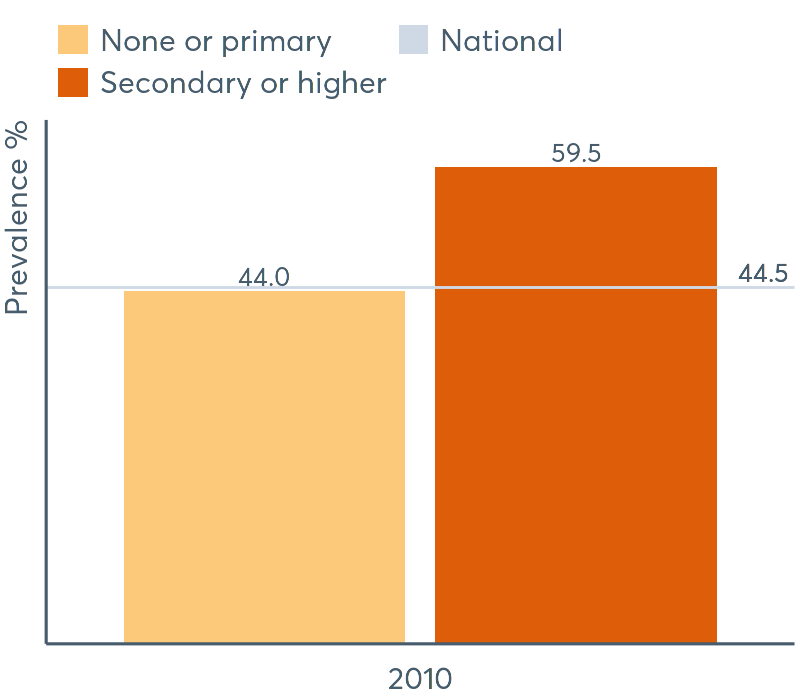 None or primary
National
Secondary or higher
Prevalence %
59.5
44.0
44.5
2010